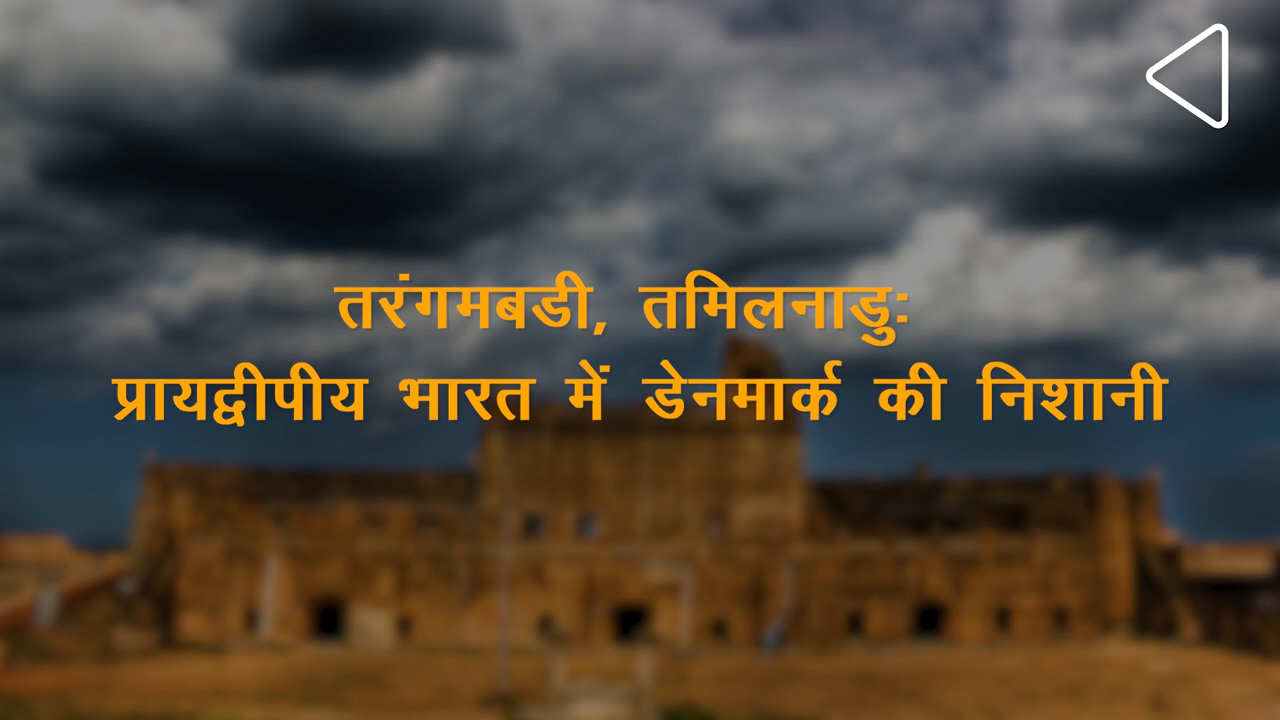 तरंगमबडी, तमिलनाडु:
प्रायद्वीपीय भारत में डेनमार्क की निशानी